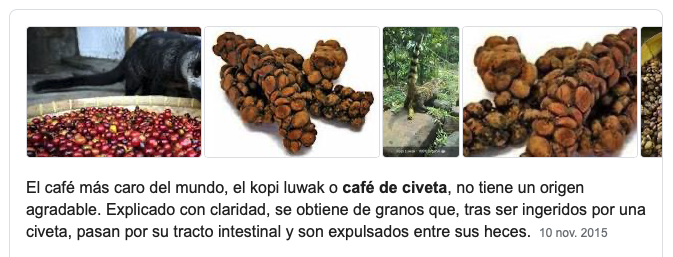 El café más caro del mundo, el kopi luwak o café de civeta, no tiene un origen
agradable. Explicado con claridad, se obtiene de granos que, tras ser ingeridos por una
civeta, pasan por su tracto intestinal y son expulsados entre sus heces. 10 nov. 2015